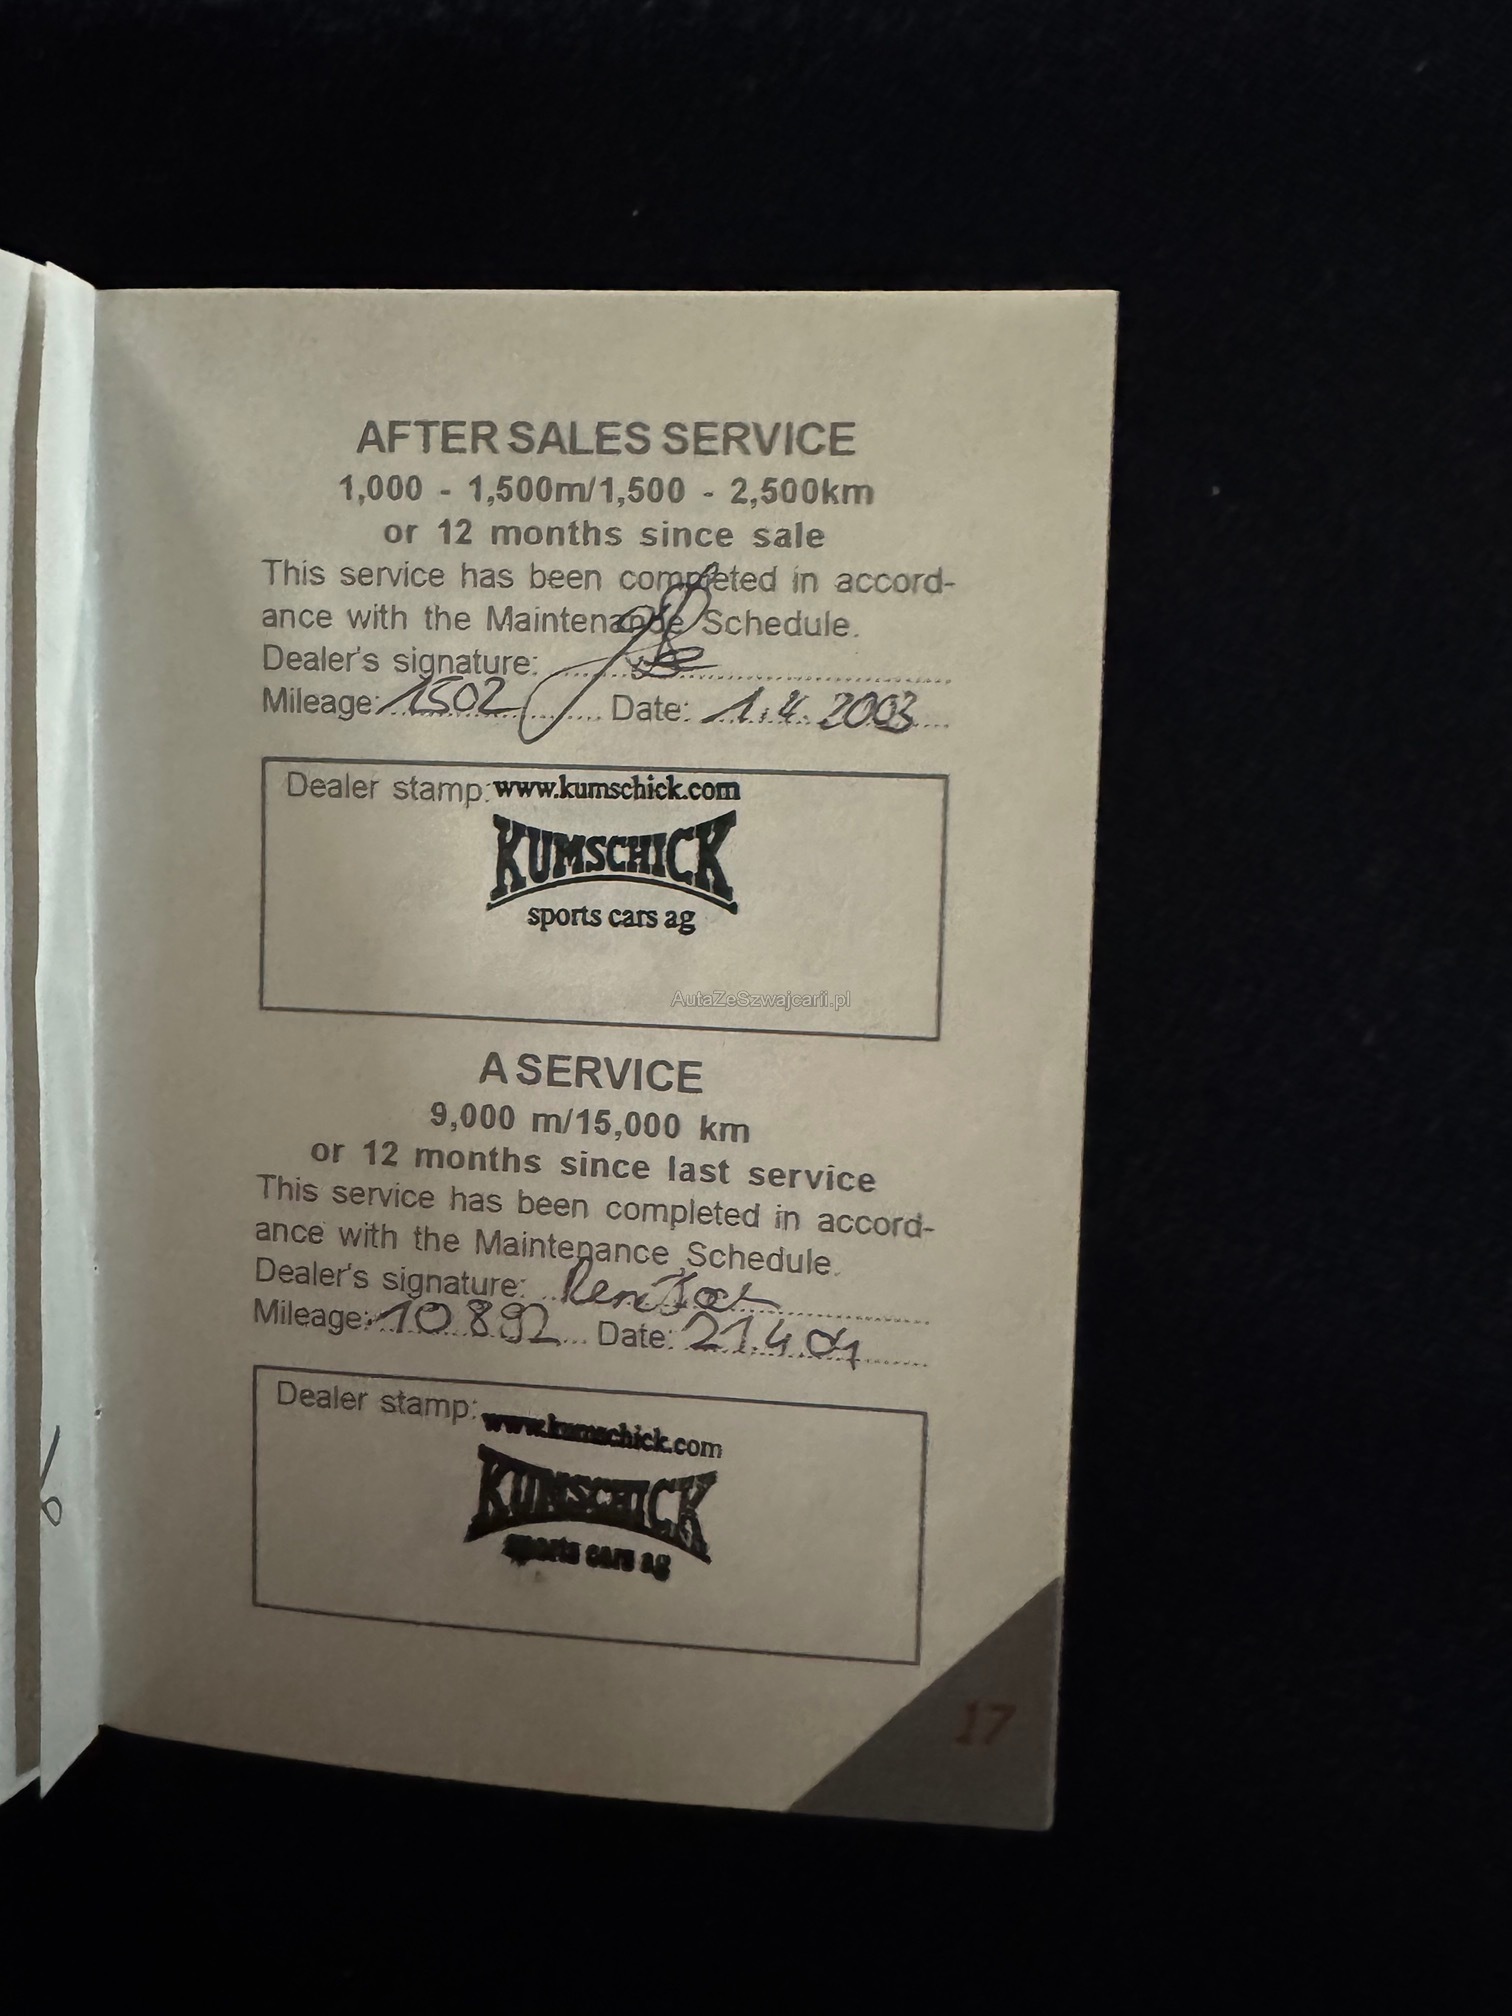 AFTER SALES SERVICE
1,000 - 1,500m/1,500 - 2,500km
or 12 months since sale
This service has been completed in accord-
ance with the Maintenance Schedule.
Dealer's signature:
Mileage: 1502 Date: 1.4.2003
Dealer stamp: www.kumschick.com
KUMSCHICK
sports cars ag
AutaZeSzwajcarii.pl
A SERVICE
9,000 m/15,000 km
or 12 months since last service
This service has been completed in accord-
ance with the Maintenance Schedule.
Dealer's signature:
Mileage: 10892 Date: 21.4.04
Dealer stamp: www.kumschick.com
KUMSCHICK
sports cars ag
17